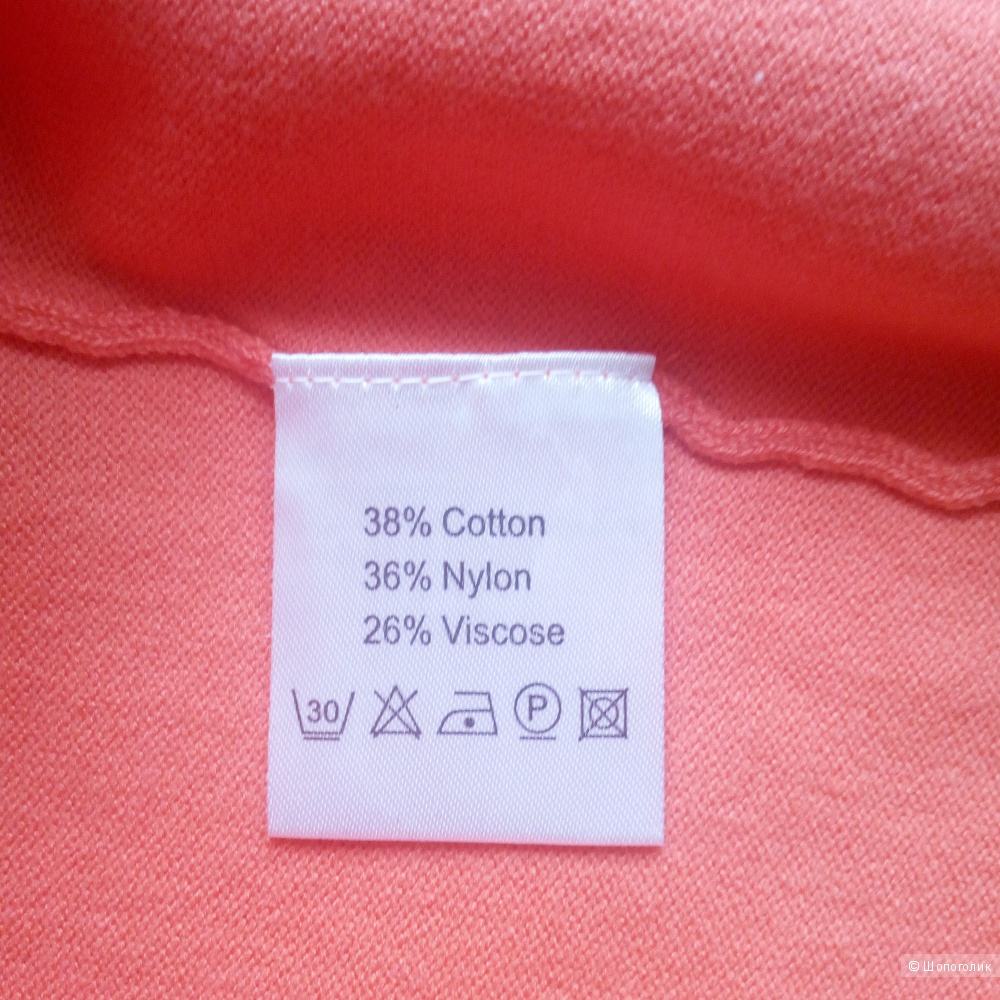 38% Cotton
36% Nylon
26% Viscose
30 P
© Шопоголик